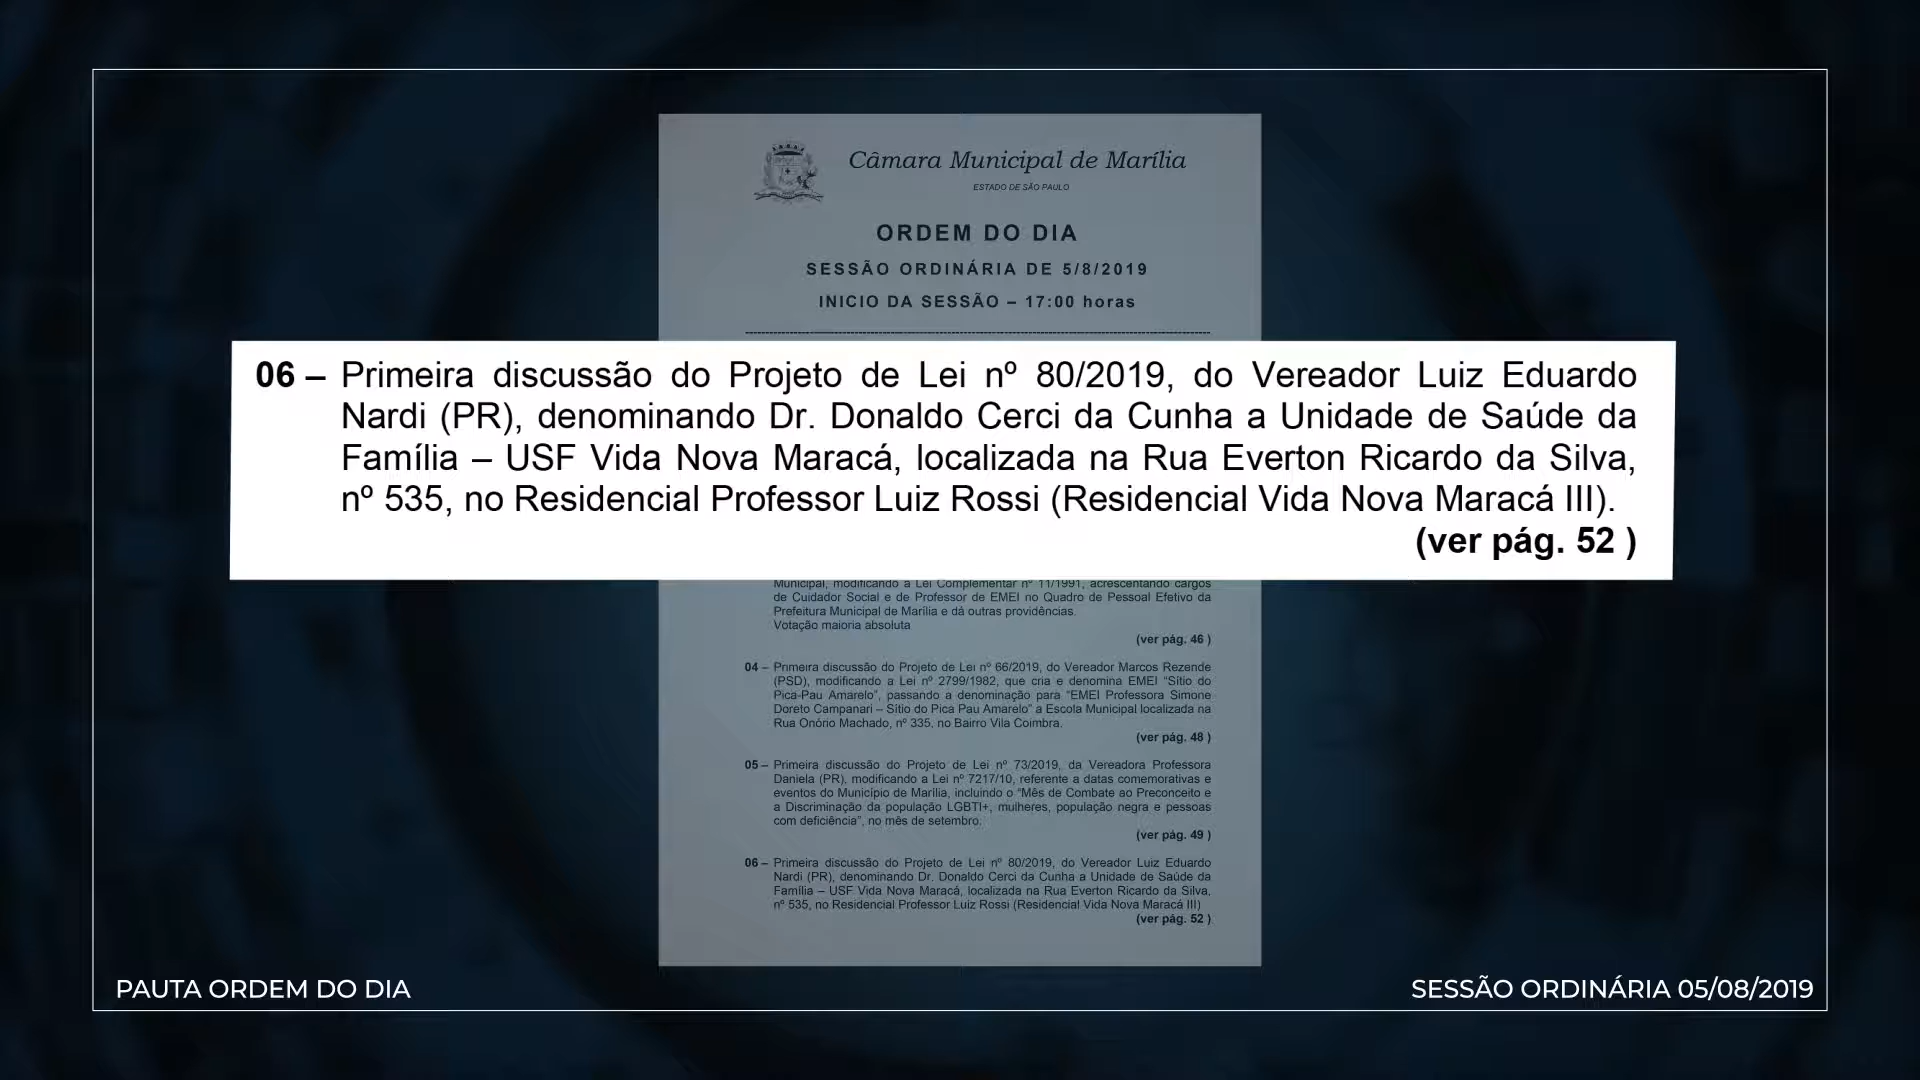 Câmara Municipal de Marília
ESTADO DE SÃO PAULO
ORDEM DO DIA
SESSÃO ORDINÁRIA DE 5/8/2019
INICIO DA SESSÃO – 17:00 horas
06 – Primeira discussão do Projeto de Lei nº 80/2019, do Vereador Luiz Eduardo
Nardi (PR), denominando Dr. Donaldo Cerci da Cunha a Unidade de Saúde da
Família – USF Vida Nova Maracá, localizada na Rua Everton Ricardo da Silva,
nº 535, no Residencial Professor Luiz Rossi (Residencial Vida Nova Maracá III).
(ver pág. 52 )
Municipal, modificando a Lei Complementar nº 11/1991, acrescentando cargos
de Cuidador Social e de Professor de EMEI no Quadro de Pessoal Efetivo da
Prefeitura Municipal de Marília e dá outras providências.
Votação maioria absoluta
(ver pág. 46 )
04 – Primeira discussão do Projeto de Lei nº 66/2019, do Vereador Marcos Rezende
(PSD), modificando a Lei nº 2799/1982, que cria e denomina EMEI “Sítio do
Pica-Pau Amarelo”, passando a denominação para “EMEI Professora Simone
Doreto Campanari – Sítio do Pica Pau Amarelo” a Escola Municipal localizada na
Rua Onório Machado, nº 335, no Bairro Vila Coimbra.
(ver pág. 48 )
05 – Primeira discussão do Projeto de Lei nº 73/2019, da Vereadora Professora
Daniela (PR), modificando a Lei nº 7217/10, referente a datas comemorativas e
eventos do Município de Marília, incluindo o “Mês de Combate ao Preconceito e
a Discriminação da população LGBTI+, mulheres, população negra e pessoas
com deficiência”, no mês de setembro.
(ver pág. 49 )
06 – Primeira discussão do Projeto de Lei nº 80/2019, do Vereador Luiz Eduardo
Nardi (PR), denominando Dr. Donaldo Cerci da Cunha a Unidade de Saúde da
Família – USF Vida Nova Maracá, localizada na Rua Everton Ricardo da Silva,
nº 535, no Residencial Professor Luiz Rossi (Residencial Vida Nova Maracá III)
(ver pág. 52 )
PAUTA ORDEM DO DIA
SESSÃO ORDINÁRIA 05/08/2019